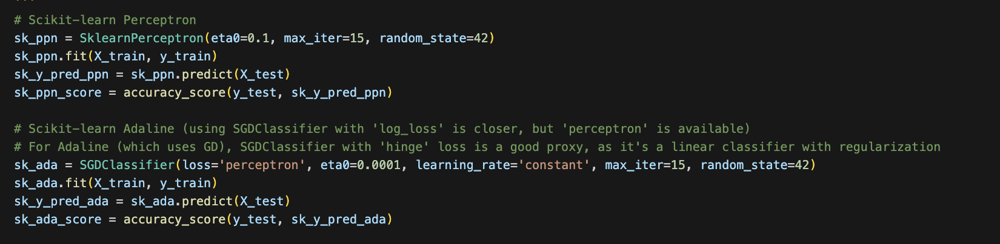 # Scikit-learn Perceptron
sk_ppn = SklearnPerceptron(eta0=0.1, max_iter=15, random_state=42)
sk_ppn.fit(X_train, y_train)
sk_y_pred_ppn = sk_ppn.predict(X_test)
sk_ppn_score = accuracy_score(y_test, sk_y_pred_ppn)
# Scikit-learn Adaline (using SGDClassifier with 'log_loss' is closer, but 'perceptron' is available)
# For Adaline (which uses GD), SGDClassifier with 'hinge' loss is a good proxy, as it's a linear classifier with regularization
sk_ada = SGDClassifier(loss='perceptron', eta0=0.0001, learning_rate='constant', max_iter=15, random_state=42)
sk_ada.fit(X_train, y_train)
sk_y_pred_ada = sk_ada.predict(X_test)
sk_ada_score = accuracy_score(y_test, sk_y_pred_ada)